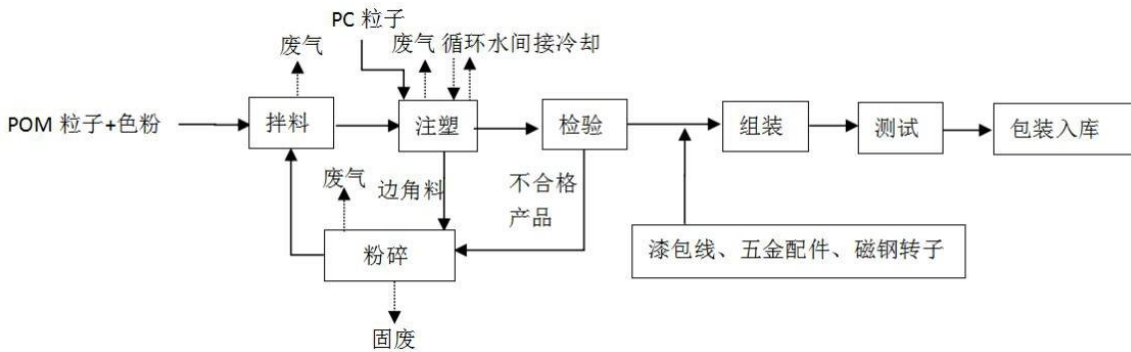 PC 粒子
废气
废气 循环水间接冷却
POM 粒子+色粉
拌料
注塑
检验
组装
测试
包装入库
废气
边角料
不合格
产品
粉碎
漆包线、五金配件、磁钢转子
固废